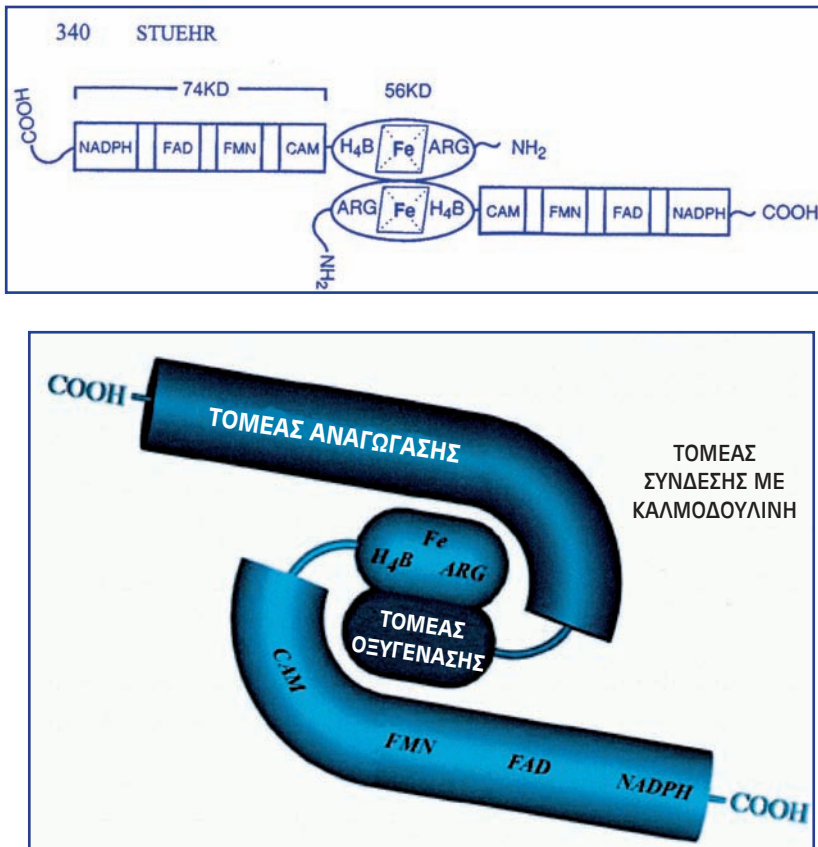 340 STUEHR
74KD 56KD
COOH
NADPH FAD FMN CAM H₄B Fe ARG NH₂
ARG Fe H₄B CAM FMN FAD NADPH COOH
NH₂
COOH
ΤΟΜΕΑΣ ΑΝΑΓΩΓΑΣΗΣ
ΤΟΜΕΑΣ
ΣΥΝΔΕΣΗΣ ΜΕ
ΚΑΛΜΟΔΟΥΛΙΝΗ
Fe
H₄B ARG
ΤΟΜΕΑΣ
ΟΞΥΓΕΝΑΣΗΣ
CAM
FMN
FAD
NADPH
COOH